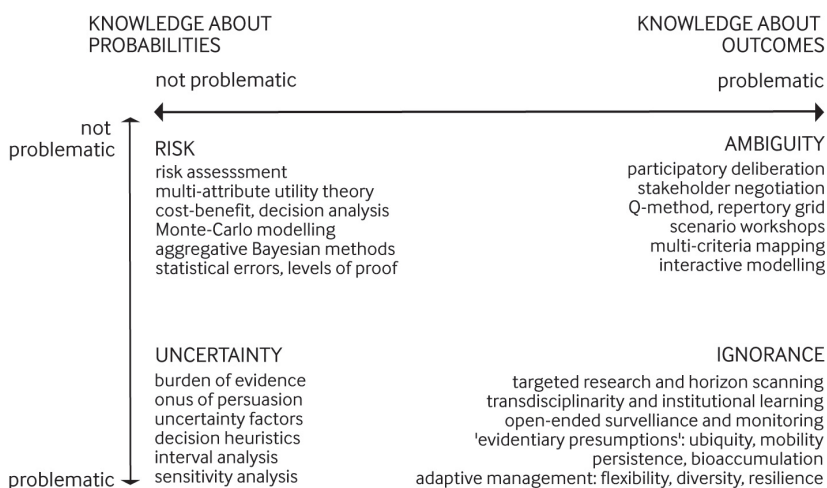 KNOWLEDGE ABOUT
PROBABILITIES
KNOWLEDGE ABOUT
OUTCOMES
not problematic
problematic
not
problematic
RISK
risk assesssment
multi-attribute utility theory
cost-benefit, decision analysis
Monte-Carlo modelling
aggregative Bayesian methods
statistical errors, levels of proof
AMBIGUITY
participatory deliberation
stakeholder negotiation
Q-method, repertory grid
scenario workshops
multi-criteria mapping
interactive modelling
UNCERTAINTY
burden of evidence
onus of persuasion
uncertainty factors
decision heuristics
interval analysis
sensitivity analysis
IGNORANCE
targeted research and horizon scanning
transdisciplinarity and institutional learning
open-ended survelliance and monitoring
'evidentiary presumptions': ubiquity, mobility
persistence, bioaccumulation
adaptive management: flexibility, diversity, resilience
problematic